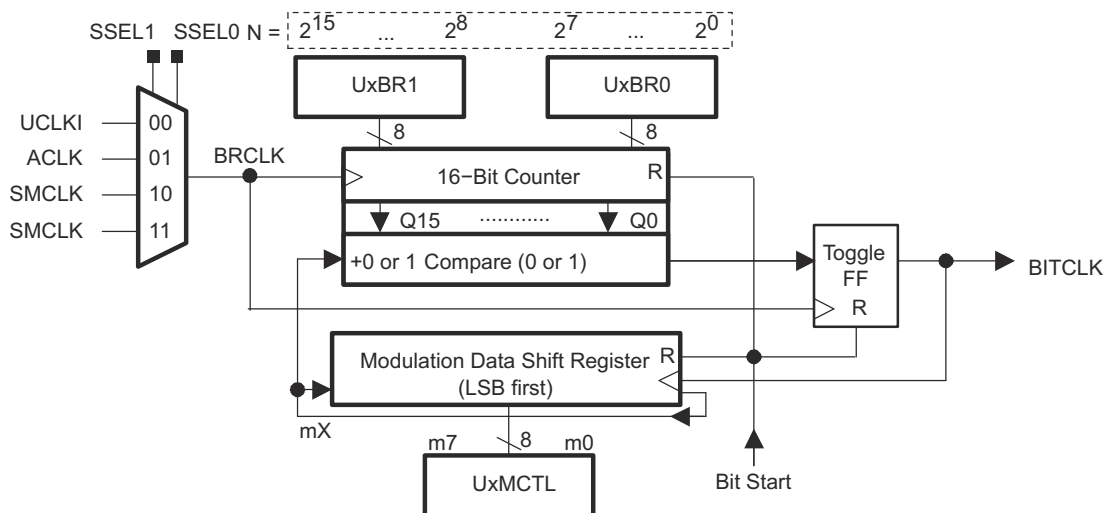 SSEL1 SSEL0 N = 2^15 ... 2^8 2^7 ... 2^0
UxBR1 UxBR0
8 8
UCLKI 00
ACLK 01
SMCLK 10
SMCLK 11
BRCLK
16−Bit Counter R
Q15 ............ Q0
+0 or 1 Compare (0 or 1)
Toggle
FF
R
BITCLK
Modulation Data Shift Register R
(LSB first)
mX
m7 8 m0
UxMCTL
Bit Start